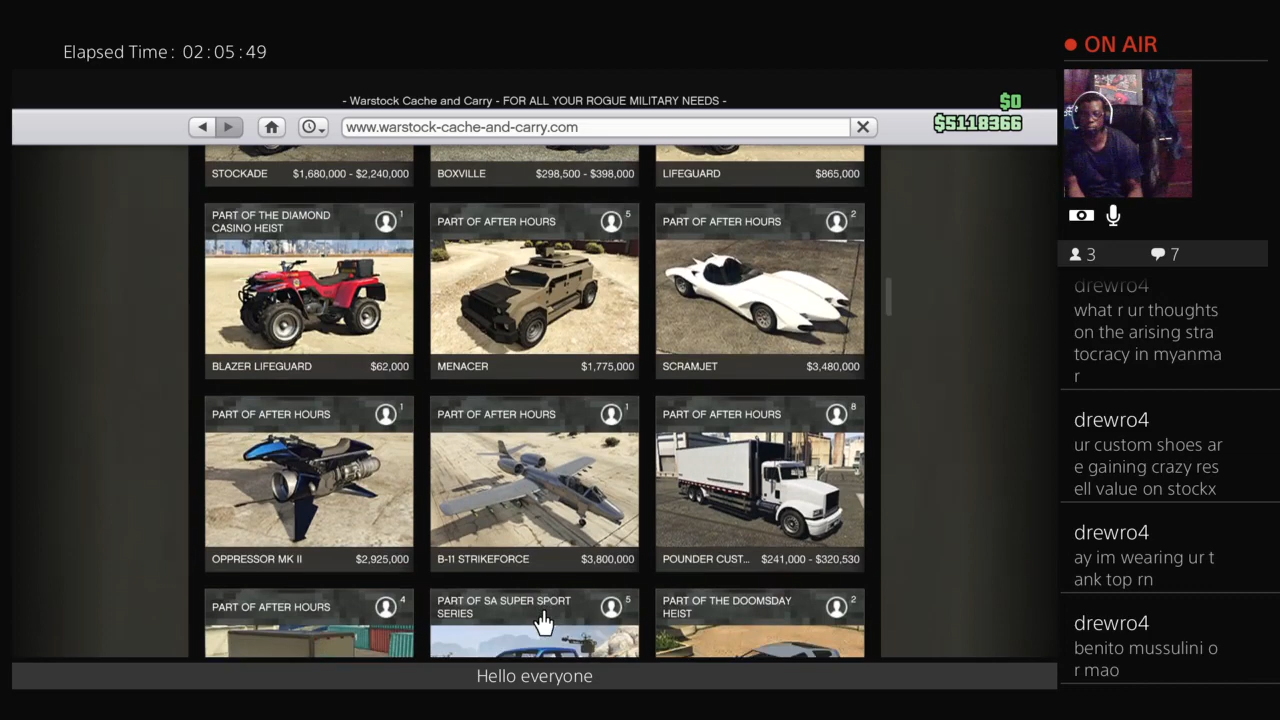 Elapsed Time: 02:05:49
ON AIR
- Warstock Cache and Carry - FOR ALL YOUR ROGUE MILITARY NEEDS -
$0
$5118366
www.warstock-cache-and-carry.com
STOCKADE $1,680,000 - $2,240,000
BOXVILLE $298,500 - $398,000
LIFEGUARD $865,000
PART OF THE DIAMOND
CASINO HEIST 1
PART OF AFTER HOURS 5
PART OF AFTER HOURS 2
BLAZER LIFEGUARD $62,000
MENACER $1,775,000
SCRAMJET $3,480,000
PART OF AFTER HOURS 1
PART OF AFTER HOURS 1
PART OF AFTER HOURS 8
OPPRESSOR MK II $2,925,000
B-11 STRIKEFORCE $3,800,000
POUNDER CUST... $241,000 - $320,530
PART OF AFTER HOURS 4
PART OF SA SUPER SPORT
SERIES 5
PART OF THE DOOMSDAY
HEIST 2
Hello everyone
3 7
drewro4
what r ur thoughts
on the arising stra
tocracy in myanma
r
drewro4
ur custom shoes ar
e gaining crazy res
ell value on stockx
drewro4
ay im wearing ur t
ank top rn
drewro4
benito mussulini o
r mao